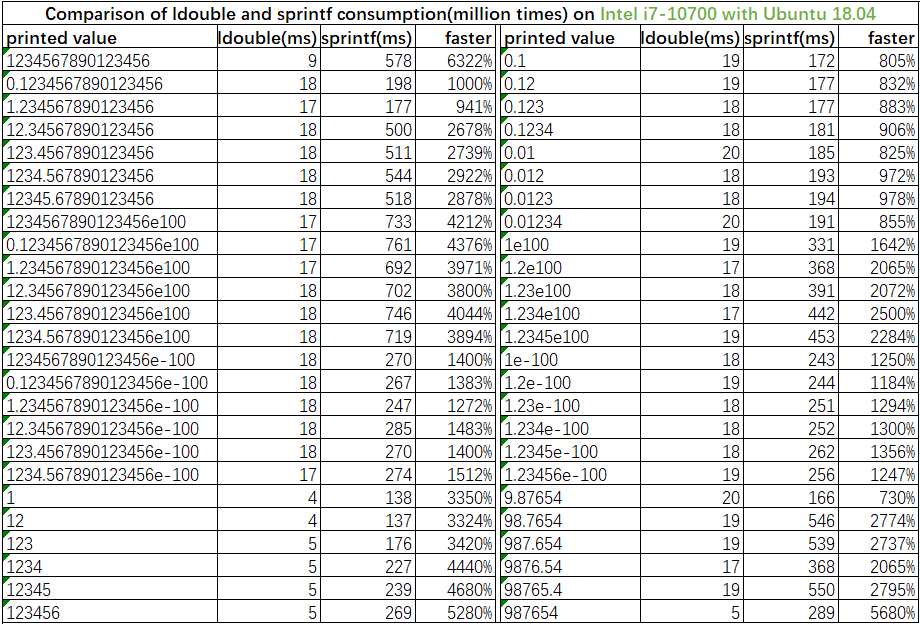 Comparison of ldouble and sprintf consumption(million times) on Intel i7-10700 with Ubuntu 18.04
printed value ldouble(ms) sprintf(ms) faster printed value ldouble(ms) sprintf(ms) faster
1234567890123456 9 578 6322% 0.1 19 172 805%
0.1234567890123456 18 198 1000% 0.12 19 177 832%
1.234567890123456 17 177 941% 0.123 18 177 883%
12.34567890123456 18 500 2678% 0.1234 18 181 906%
123.4567890123456 18 511 2739% 0.01 20 185 825%
1234.567890123456 18 544 2922% 0.012 18 193 972%
12345.67890123456 18 518 2878% 0.0123 18 194 978%
1234567890123456e100 17 733 4212% 0.01234 20 191 855%
0.1234567890123456e100 17 761 4376% 1e100 19 331 1642%
1.234567890123456e100 17 692 3971% 1.2e100 17 368 2065%
12.34567890123456e100 18 702 3800% 1.23e100 18 391 2072%
123.4567890123456e100 18 746 4044% 1.234e100 17 442 2500%
1234.567890123456e100 18 719 3894% 1.2345e100 19 453 2284%
1234567890123456e-100 18 270 1400% 1e-100 18 243 1250%
0.1234567890123456e-100 18 267 1383% 1.2e-100 19 244 1184%
1.234567890123456e-100 18 247 1272% 1.23e-100 18 251 1294%
12.34567890123456e-100 18 285 1483% 1.234e-100 18 252 1300%
123.4567890123456e-100 18 270 1400% 1.2345e-100 18 262 1356%
1234.567890123456e-100 17 274 1512% 1.23456e-100 19 256 1247%
1 4 138 3350% 9.87654 20 166 730%
12 4 137 3324% 98.7654 19 546 2774%
123 5 176 3420% 987.654 19 539 2737%
1234 5 227 4440% 9876.54 17 368 2065%
12345 5 239 4680% 98765.4 19 550 2795%
123456 5 269 5280% 987654 5 289 5680%